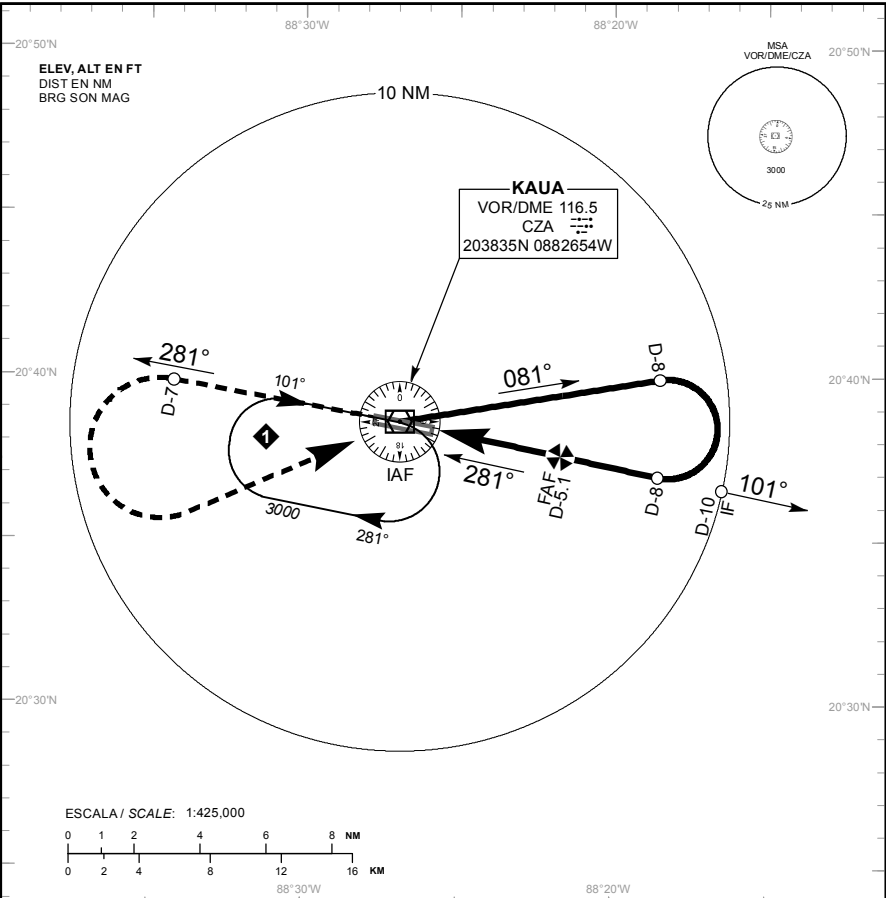 88°30'W
88°20'W
20°50'N
20°50'N
ELEV, ALT EN FT
DIST EN NM
BRG SON MAG
MSA
VOR/DME/CZA
3000
25 NM
10 NM
KAUA
VOR/DME 116.5
CZA
203835N 0882654W
20°40'N
20°40'N
281°
D-7
101°
081°
D-8
0
18
1
IAF
281°
FAF
D-5.1
D-8
D-10
IF
101°
3000
281°
20°30'N
20°30'N
ESCALA / SCALE: 1:425,000
0 1 2 4 6 8 NM
0 2 4 8 12 16 KM
88°30'W
88°20'W